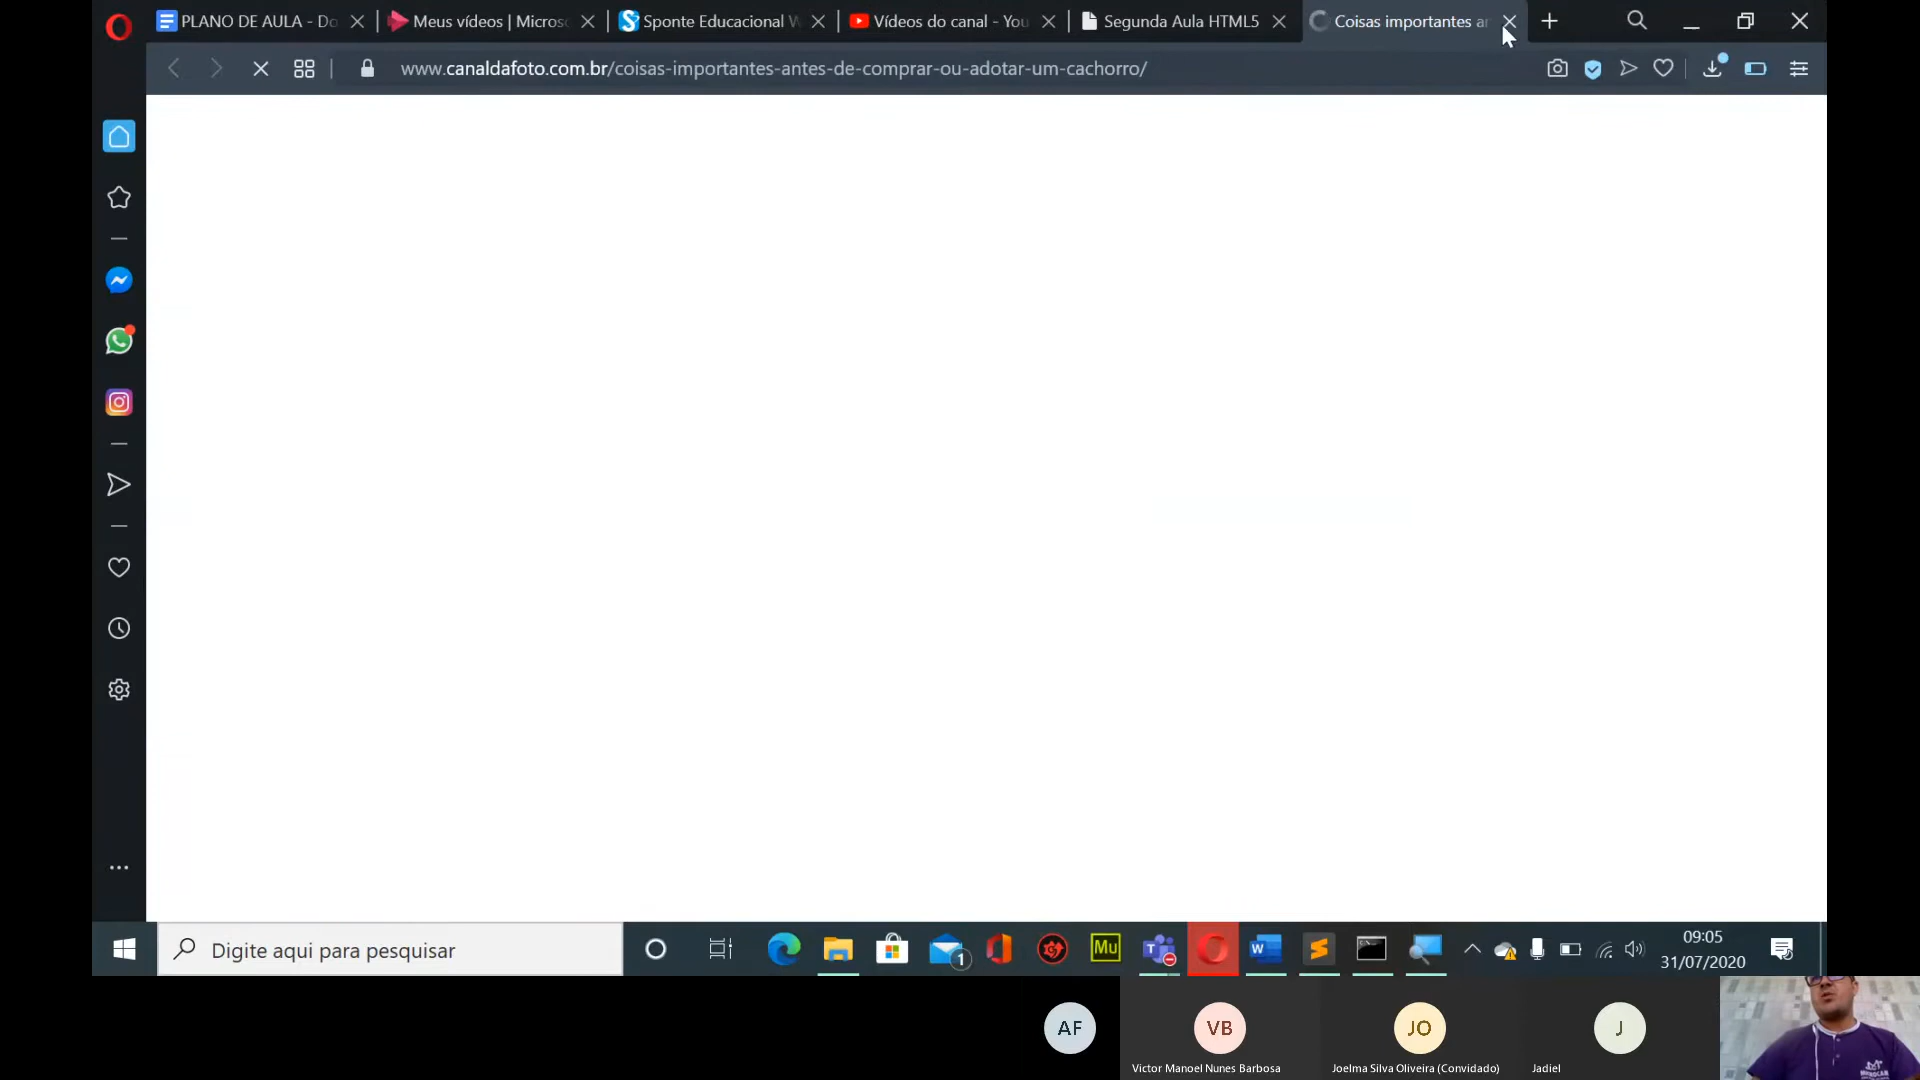 PLANO DE AULA - Do
Meus vídeos | Micros
Sponte Educacional W
Vídeos do canal - You
Segunda Aula HTML5
Coisas importantes an
www.canaldafoto.com.br/coisas-importantes-antes-de-comprar-ou-adotar-um-cachorro/
Digite aqui para pesquisar
1
Mu
09:05
31/07/2020
AF
VB
JO
J
Victor Manoel Nunes Barbosa
Joelma Silva Oliveira (Convidado)
Jadiel